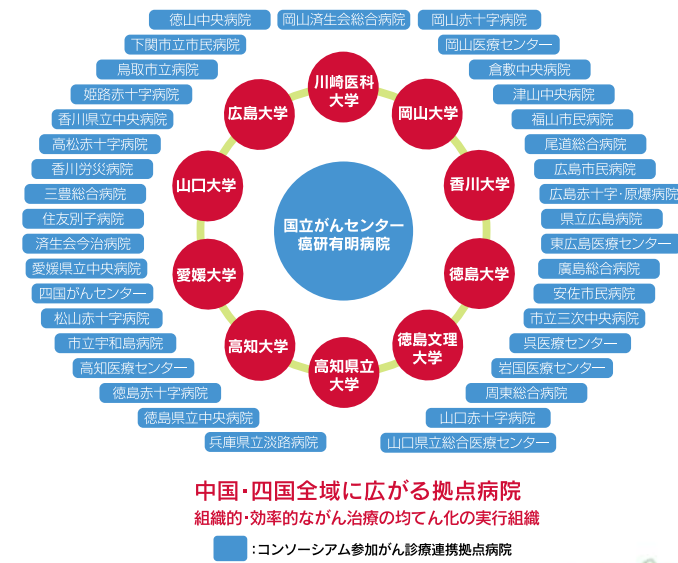 徳山中央病院
岡山済生会総合病院
岡山赤十字病院
下関市立市民病院
岡山医療センター
鳥取市立病院
倉敷中央病院
姫路赤十字病院
津山中央病院
香川県立中央病院
福山市民病院
高松赤十字病院
尾道総合病院
香川労災病院
広島市民病院
三豊総合病院
広島赤十字・原爆病院
住友別子病院
県立広島病院
済生会今治病院
東広島医療センター
愛媛県立中央病院
廣島総合病院
四国がんセンター
安佐市民病院
松山赤十字病院
市立三次中央病院
市立宇和島病院
呉医療センター
高知医療センター
岩国医療センター
徳島赤十字病院
周東総合病院
徳島県立中央病院
山口赤十字病院
兵庫県立淡路病院
山口県立総合医療センター
川崎医科
大学
広島大学
岡山大学
山口大学
香川大学
愛媛大学
徳島大学
高知大学
徳島文理
大学
高知県立
大学
国立がんセンター
癌研有明病院
中国・四国全域に広がる拠点病院
組織的・効率的ながん治療の均てん化の実行組織
：コンソーシアム参加がん診療連携拠点病院